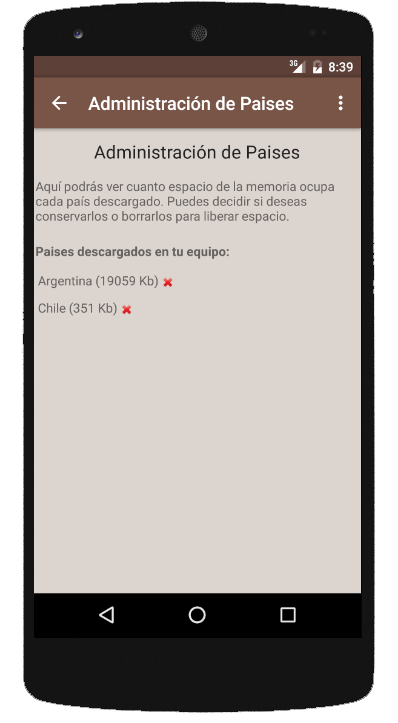 3G 8:39
Administración de Paises
Administración de Paises
Aquí podrás ver cuanto espacio de la memoria ocupa
cada país descargado. Puedes decidir si deseas
conservarlos o borrarlos para liberar espacio.
Paises descargados en tu equipo:
Argentina (19059 Kb)
Chile (351 Kb)